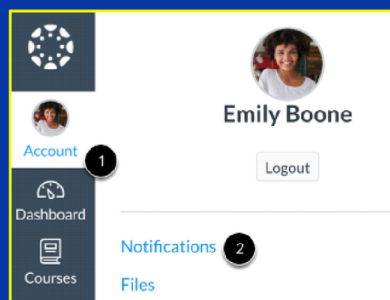 Emily Boone
Account
1
Logout
Dashboard
Notifications 2
Courses
Files